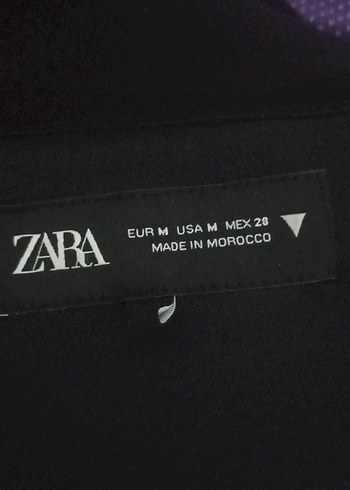 ZARA
EUR M USA M MEX 28
MADE IN MOROCCO